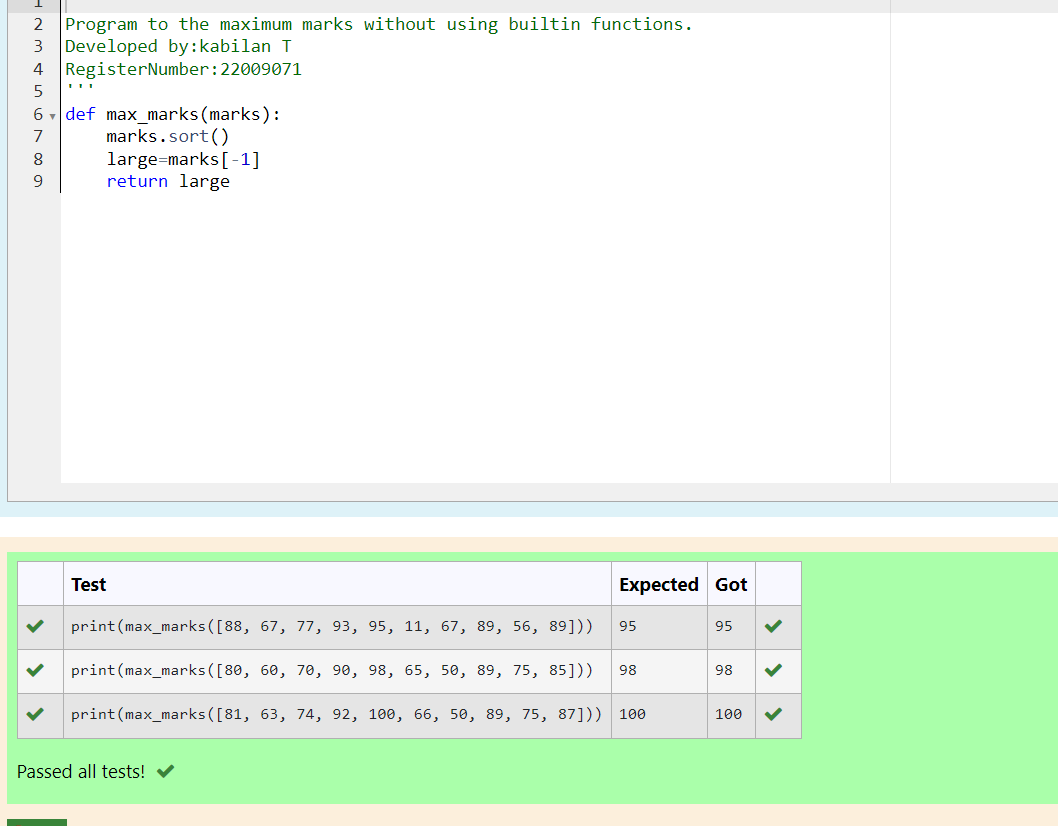 1
2 Program to the maximum marks without using builtin functions.
3 Developed by:kabilan T
4 RegisterNumber:22009071
5 '''
6 def max_marks(marks):
7     marks.sort()
8     large=marks[-1]
9     return large
Test Expected Got
print(max_marks([88, 67, 77, 93, 95, 11, 67, 89, 56, 89])) 95 95
print(max_marks([80, 60, 70, 90, 98, 65, 50, 89, 75, 85])) 98 98
print(max_marks([81, 63, 74, 92, 100, 66, 50, 89, 75, 87])) 100 100
Passed all tests!